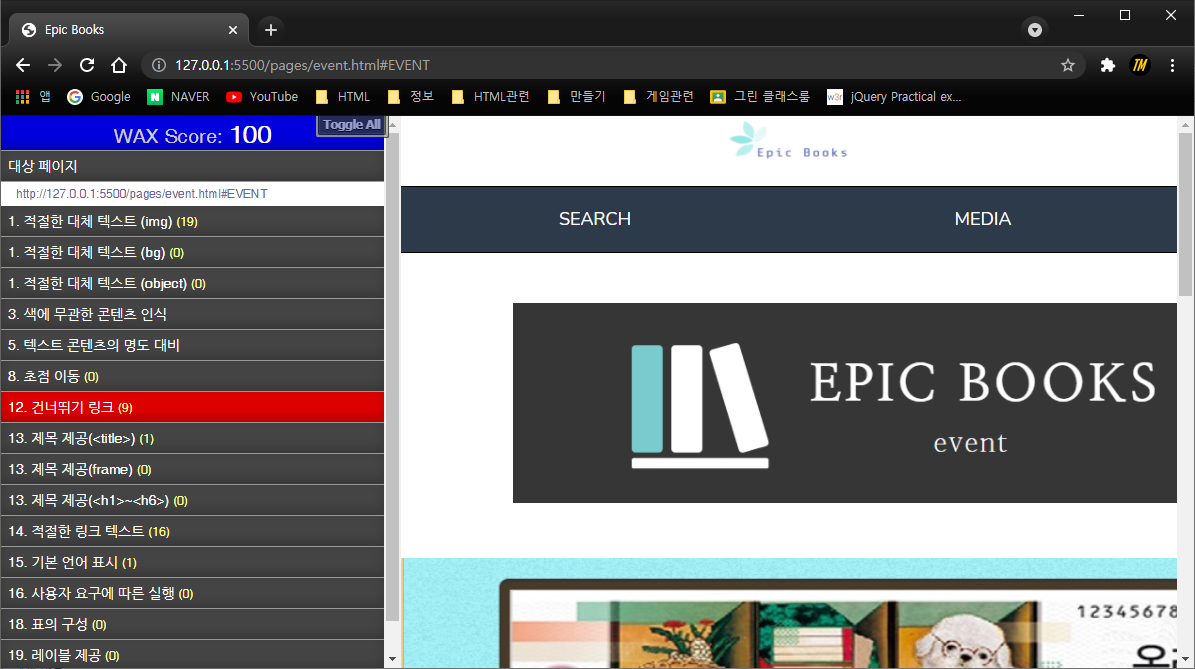 Epic Books
127.0.0.1:5500/pages/event.html#EVENT
앱 Google NAVER YouTube HTML 정보 HTML관련 만들기 게임관련 그린 클래스룸 w3r jQuery Practical ex...
WAX Score: 100 Toggle All
대상 페이지
http://127.0.0.1:5500/pages/event.html#EVENT
1. 적절한 대체 텍스트 (img) (19)
1. 적절한 대체 텍스트 (bg) (0)
1. 적절한 대체 텍스트 (object) (0)
3. 색에 무관한 콘텐츠 인식
5. 텍스트 콘텐츠의 명도 대비
8. 초점 이동 (0)
12. 건너뛰기 링크 (9)
13. 제목 제공(<title>) (1)
13. 제목 제공(frame) (0)
13. 제목 제공(<h1>~<h6>) (0)
14. 적절한 링크 텍스트 (16)
15. 기본 언어 표시 (1)
16. 사용자 요구에 따른 실행 (0)
18. 표의 구성 (0)
19. 레이블 제공 (0)
Epic Books
SEARCH MEDIA
EPIC BOOKS
event
12345678